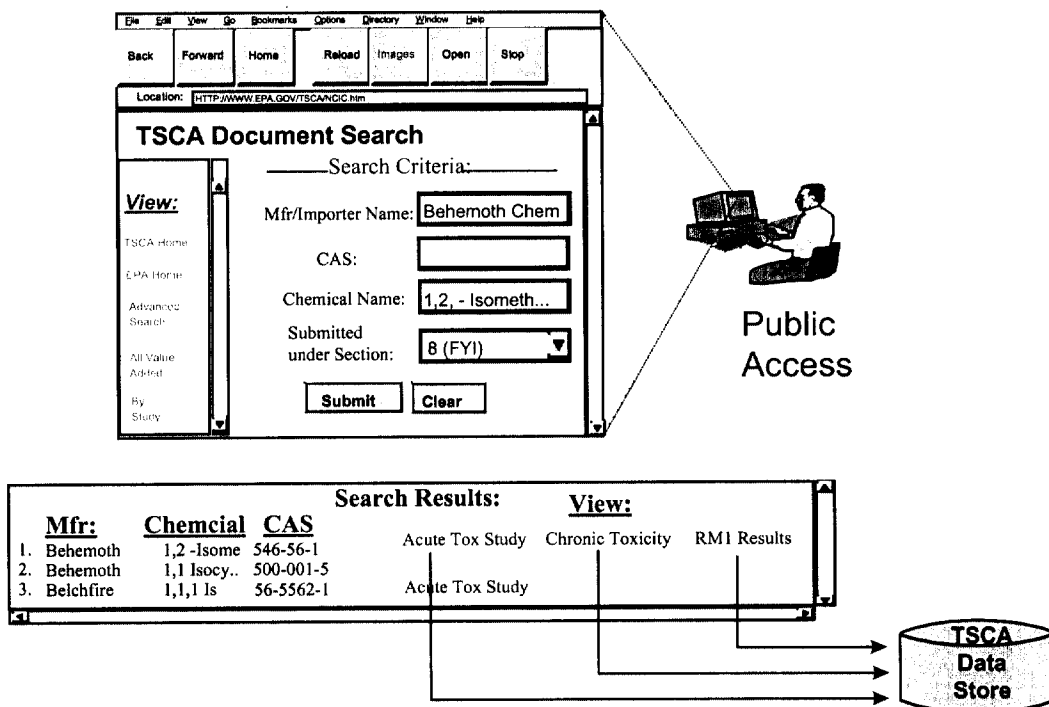 File Edit View Go Bookmarks Options Directory Window Help
Back Forward Home Reload Images Open Stop
Location: HTTP://WWW.EPA.GOV/TSCA/NCIC.htm
TSCA Document Search
Search Criteria:
View:
TSCA Home
EPA Home
Advanced
Search
All Value
Added
By
Study
Mfr/Importer Name: Behemoth Chem
CAS:
Chemical Name: 1,2, - Isometh...
Submitted
under Section: 8 (FYI)
Submit Clear
Public
Access
Search Results: View:
Mfr: Chemcial CAS
1. Behemoth 1,2 -Isome 546-56-1 Acute Tox Study Chronic Toxicity RM1 Results
2. Behemoth 1,1 Isocy.. 500-001-5
3. Belchfire 1,1,1 Is 56-5562-1 Acute Tox Study
TSCA
Data
Store